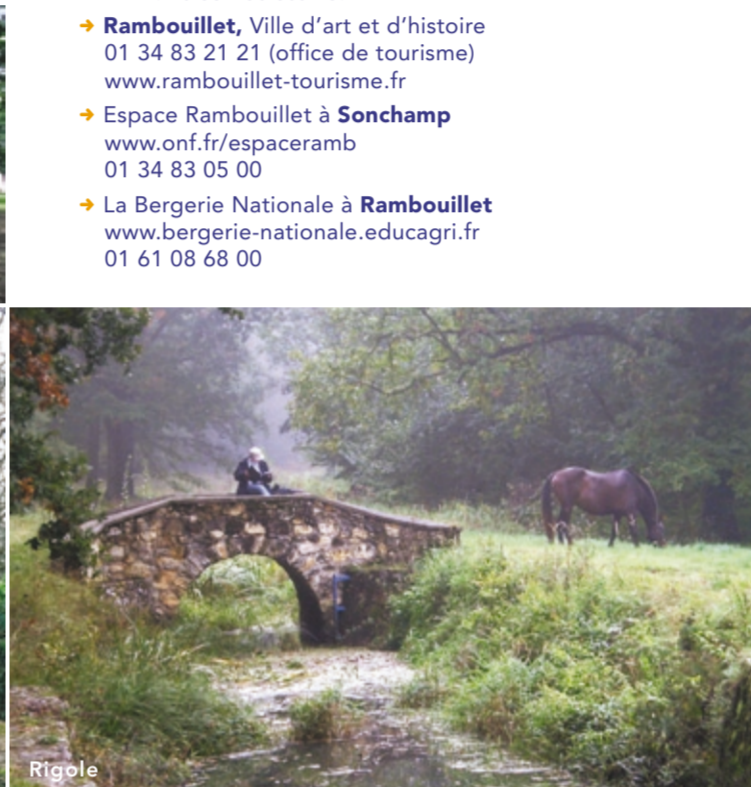 → Rambouillet, Ville d'art et d'histoire
01 34 83 21 21 (office de tourisme)
www.rambouillet-tourisme.fr
→ Espace Rambouillet à Sonchamp
www.onf.fr/espaceramb
01 34 83 05 00
→ La Bergerie Nationale à Rambouillet
www.bergerie-nationale.educagri.fr
01 61 08 68 00
Rigole